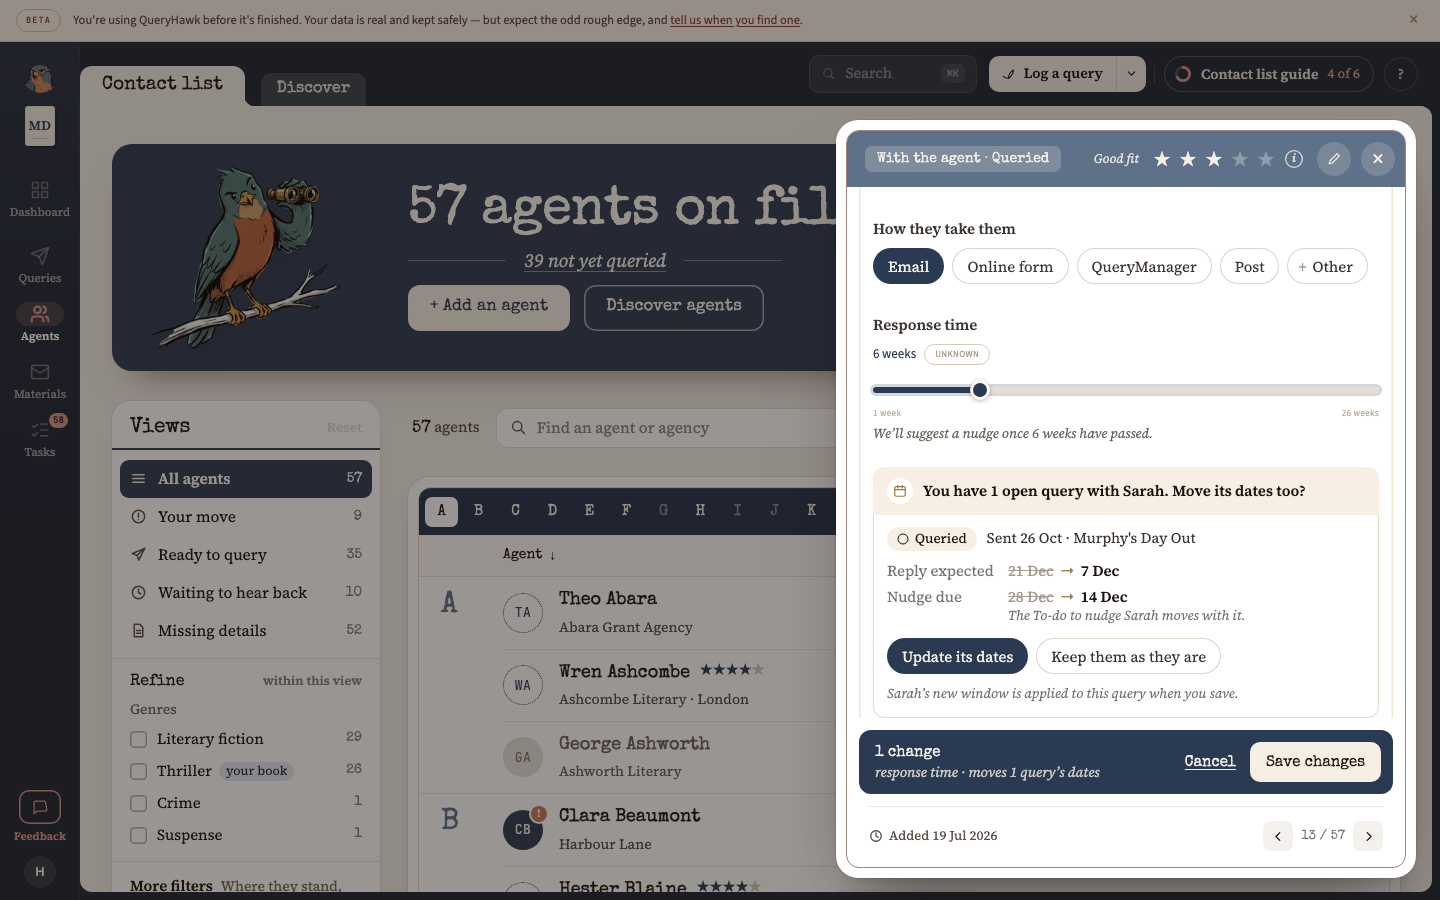 BETA You're using QueryHawk before it's finished. Your data is real and kept safely — but expect the odd rough edge, and tell us when you find one. ×
MD
Dashboard
Queries
Agents
Materials
58
Tasks
Feedback
H
Contact list
Discover
Search ⌘K
Log a query
Contact list guide 4 of 6
?
57 agents on fil
39 not yet queried
+ Add an agent
Discover agents
Views Reset
All agents 57
Your move 9
Ready to query 35
Waiting to hear back 10
Missing details 52
Refine within this view
Genres
Literary fiction 29
Thriller your book 26
Crime 1
Suspense 1
More filters Where they stand,
57 agents
Find an agent or agency
A B C D E F G H I J K
Agent ↓
A
TA Theo Abara
Abara Grant Agency
WA Wren Ashcombe ★★★★★
Ashcombe Literary · London
GA George Ashworth
Ashworth Literary
B
CB ! Clara Beaumont
Harbour Lane
Hester Blaine ★★★★★
With the agent · Queried
Good fit ★★★★★ i
How they take them
Email
Online form
QueryManager
Post
+ Other
Response time
6 weeks UNKNOWN
1 week 26 weeks
We'll suggest a nudge once 6 weeks have passed.
You have 1 open query with Sarah. Move its dates too?
Queried Sent 26 Oct · Murphy's Day Out
Reply expected 21 Dec → 7 Dec
Nudge due 28 Dec → 14 Dec
The To-do to nudge Sarah moves with it.
Update its dates
Keep them as they are
Sarah's new window is applied to this query when you save.
1 change
response time · moves 1 query's dates
Cancel
Save changes
Added 19 Jul 2026
13 / 57